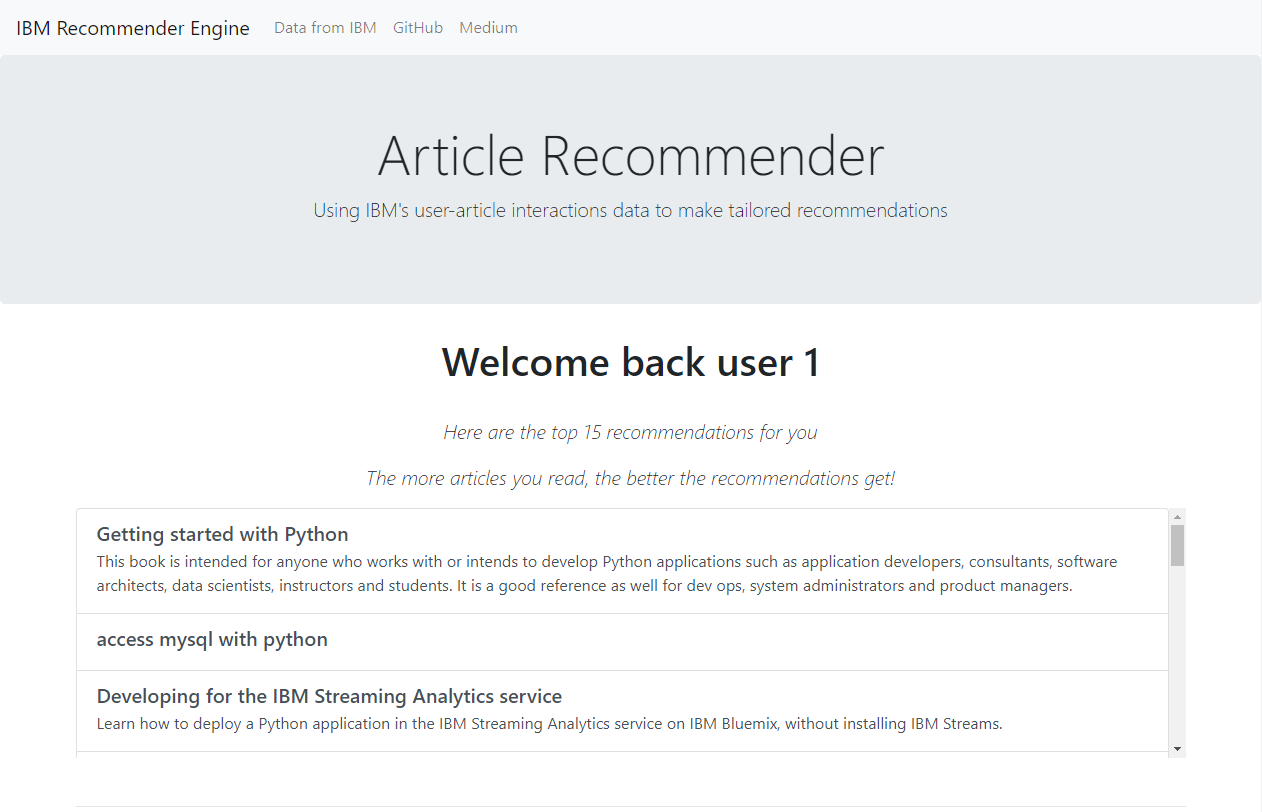 IBM Recommender Engine Data from IBM GitHub Medium
Article Recommender
Using IBM's user-article interactions data to make tailored recommendations
Welcome back user 1
Here are the top 15 recommendations for you
The more articles you read, the better the recommendations get!
Getting started with Python
This book is intended for anyone who works with or intends to develop Python applications such as application developers, consultants, software
architects, data scientists, instructors and students. It is a good reference as well for dev ops, system administrators and product managers.
access mysql with python
Developing for the IBM Streaming Analytics service
Learn how to deploy a Python application in the IBM Streaming Analytics service on IBM Bluemix, without installing IBM Streams.